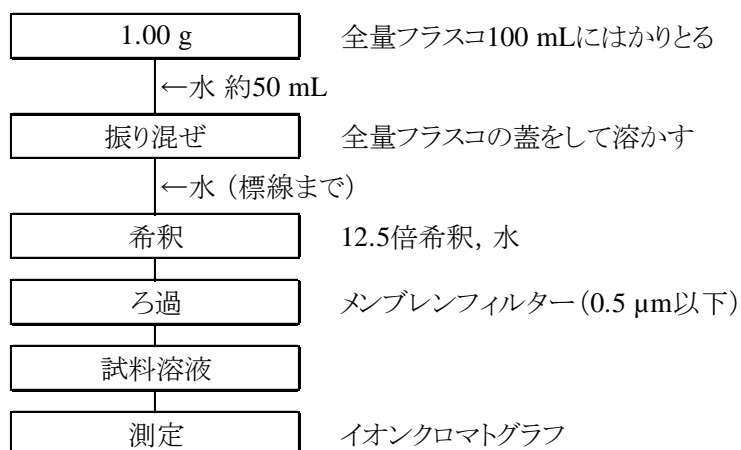 1.00 g 全量フラスコ100 mLにはかりとる
←水 約50 mL
振り混ぜ 全量フラスコの蓋をして溶かす
←水（標線まで）
希釈 12.5倍希釈，水
ろ過 メンブレンフィルター（0.5 µm以下）
試料溶液
測定 イオンクロマトグラフ